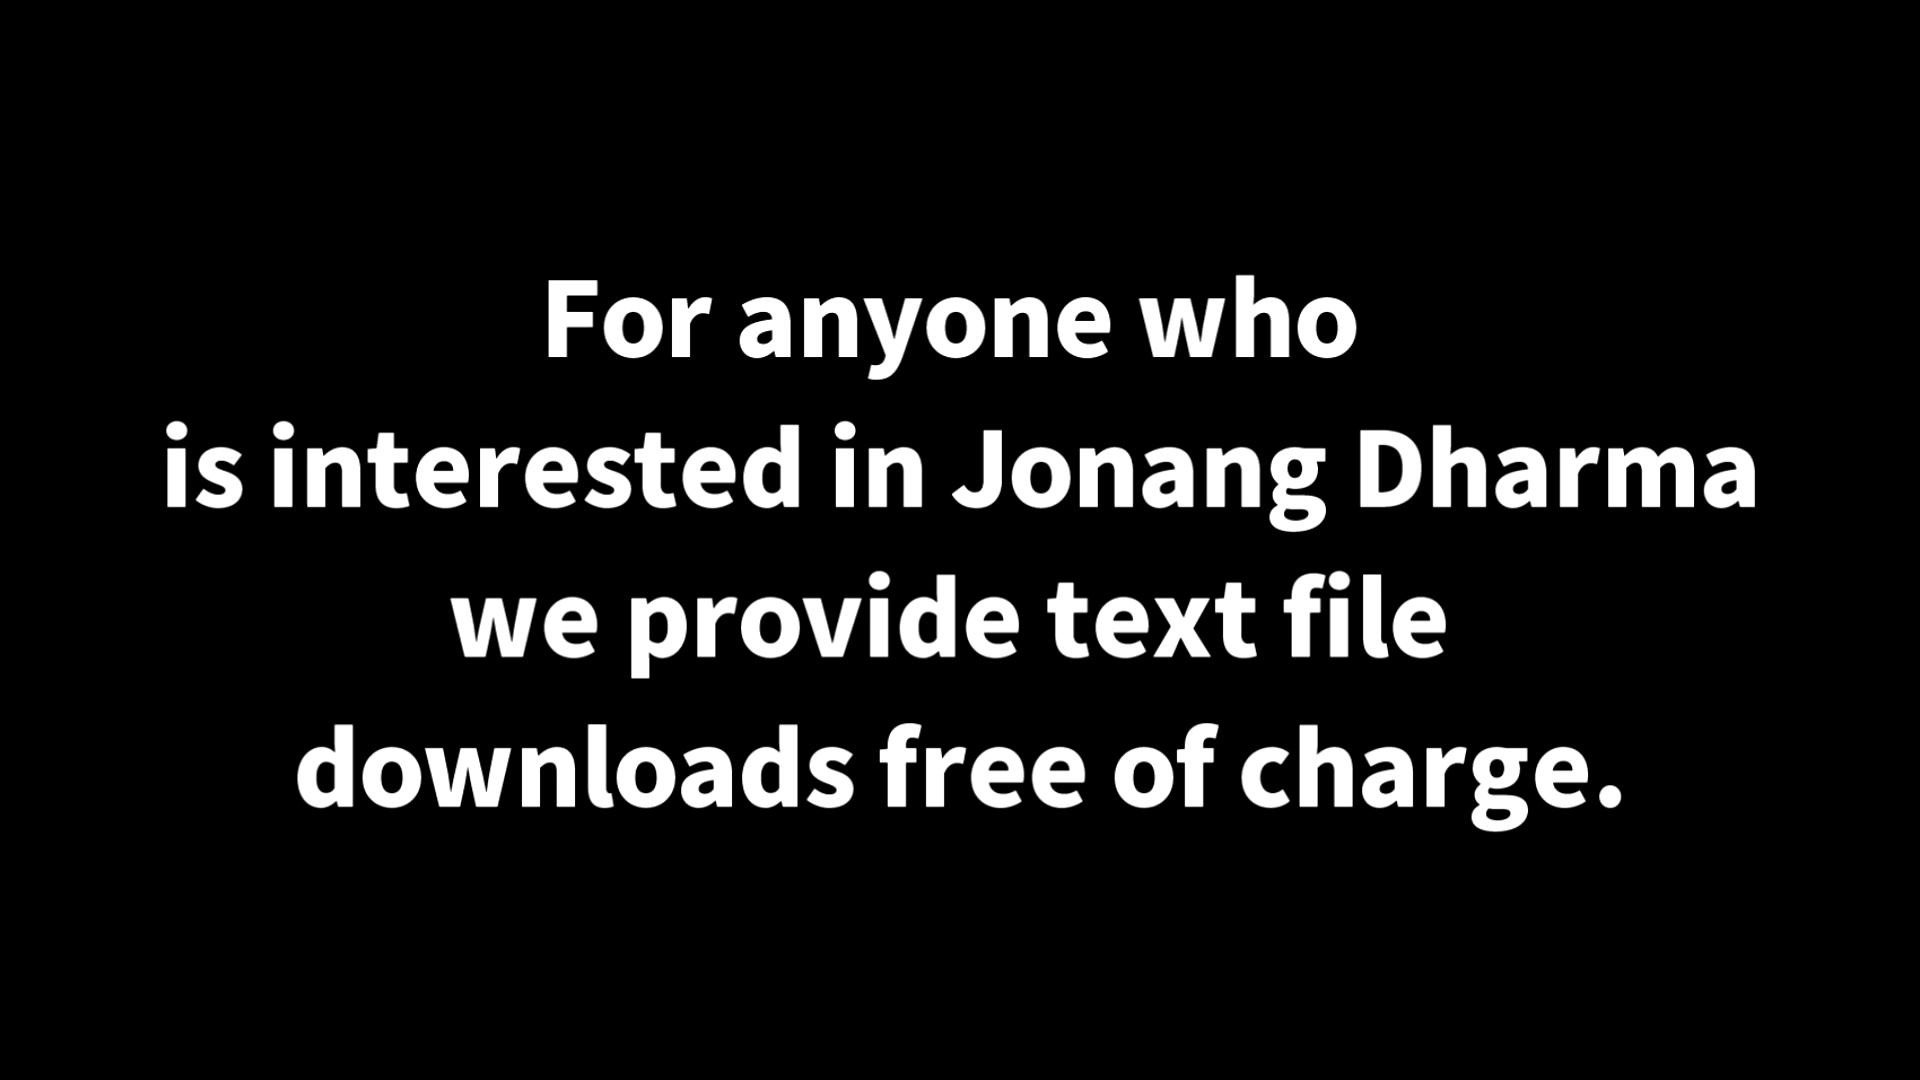 For anyone who
is interested in Jonang Dharma
we provide text file
downloads free of charge.